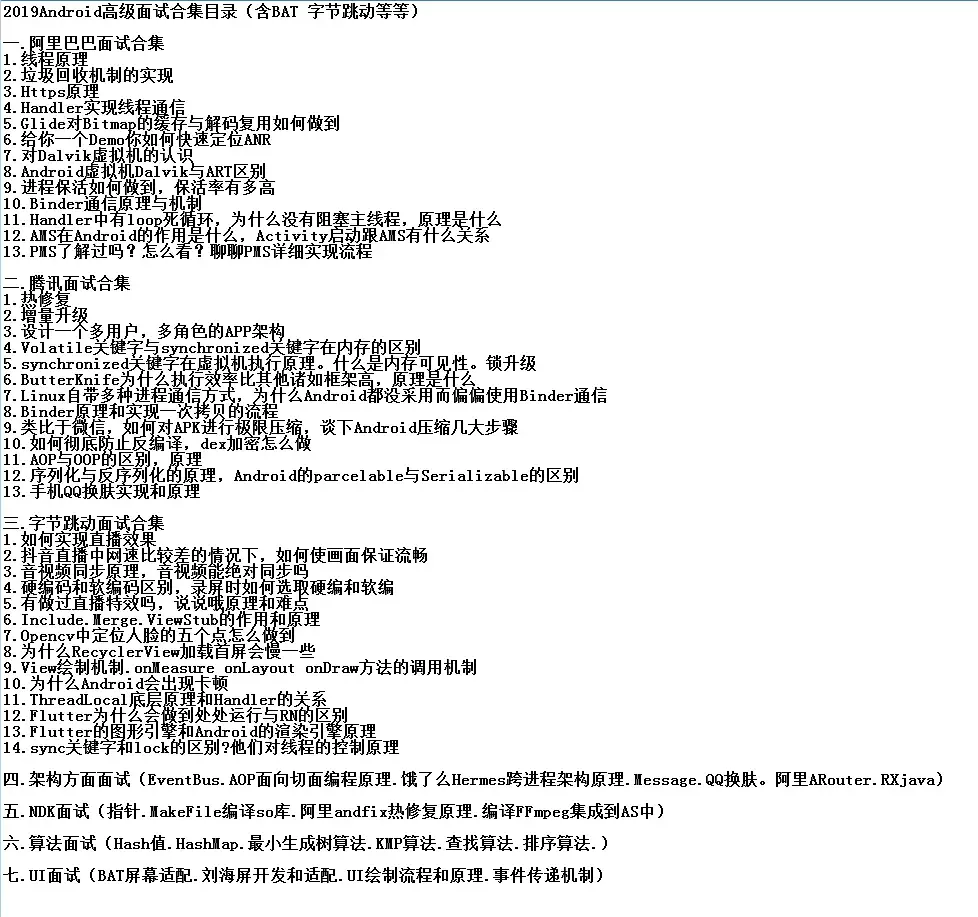 2019Android高级面试合集目录（含BAT 字节跳动等等）
一.阿里巴巴面试合集
1.线程原理
2.垃圾回收机制的实现
3.Https原理
4.Handler实现线程通信
5.Glide对Bitmap的缓存与解码复用如何做到
6.给你一个Demo你如何快速定位ANR
7.对Dalvik虚拟机的认识
8.Android虚拟机Dalvik与ART区别
9.进程保活如何做到，保活率有多高
10.Binder通信原理与机制
11.Handler中有loop死循环，为什么没有阻塞主线程，原理是什么
12.AMS在Android的作用是什么，Activity启动跟AMS有什么关系
13.PMS了解过吗？怎么看？聊聊PMS详细实现流程
二.腾讯面试合集
1.热修复
2.增量升级
3.设计一个多用户，多角色的APP架构
4.Volatile关键字与synchronized关键字在内存的区别
5.synchronized关键字在虚拟机执行原理。什么是内存可见性。锁升级
6.ButterKnife为什么执行效率比其他诸如框架高，原理是什么
7.Linux自带多种进程通信方式，为什么Android都没采用而偏偏使用Binder通信
8.Binder原理和实现一次拷贝的流程
9.类比于微信，如何对APK进行极限压缩，谈下Android压缩几大步骤
10.如何彻底防止反编译，dex加密怎么做
11.AOP与OOP的区别，原理
12.序列化与反序列化的原理，Android的parcelable与Serializable的区别
13.手机QQ换肤实现和原理
三.字节跳动面试合集
1.如何实现直播效果
2.抖音直播中网速比较差的情况下，如何使画面保证流畅
3.音视频同步原理，音视频能绝对同步吗
4.硬编码和软编码区别，录屏时如何选取硬编和软编
5.有做过直播特效吗，说说哦原理和难点
6.Include.Merge.ViewStub的作用和原理
7.Opencv中定位人脸的五个点怎么做到
8.为什么RecyclerView加载首屏会慢一些
9.View绘制机制.onMeasure onLayout onDraw方法的调用机制
10.为什么Android会出现卡顿
11.ThreadLocal底层原理和Handler的关系
12.Flutter为什么会做到处处运行与RN的区别
13.Flutter的图形引擎和Android的渲染引擎原理
14.sync关键字和lock的区别?他们对线程的控制原理
四.架构方面面试（EventBus.AOP面向切面编程原理.饿了么Hermes跨进程架构原理.Message.QQ换肤。阿里ARouter.RXjava）
五.NDK面试（指针.MakeFile编译so库.阿里andfix热修复原理.编译FFmpeg集成到AS中）
六.算法面试（Hash值.HashMap.最小生成树算法.KMP算法.查找算法.排序算法.）
七.UI面试（BAT屏幕适配.刘海屏开发和适配.UI绘制流程和原理.事件传递机制）